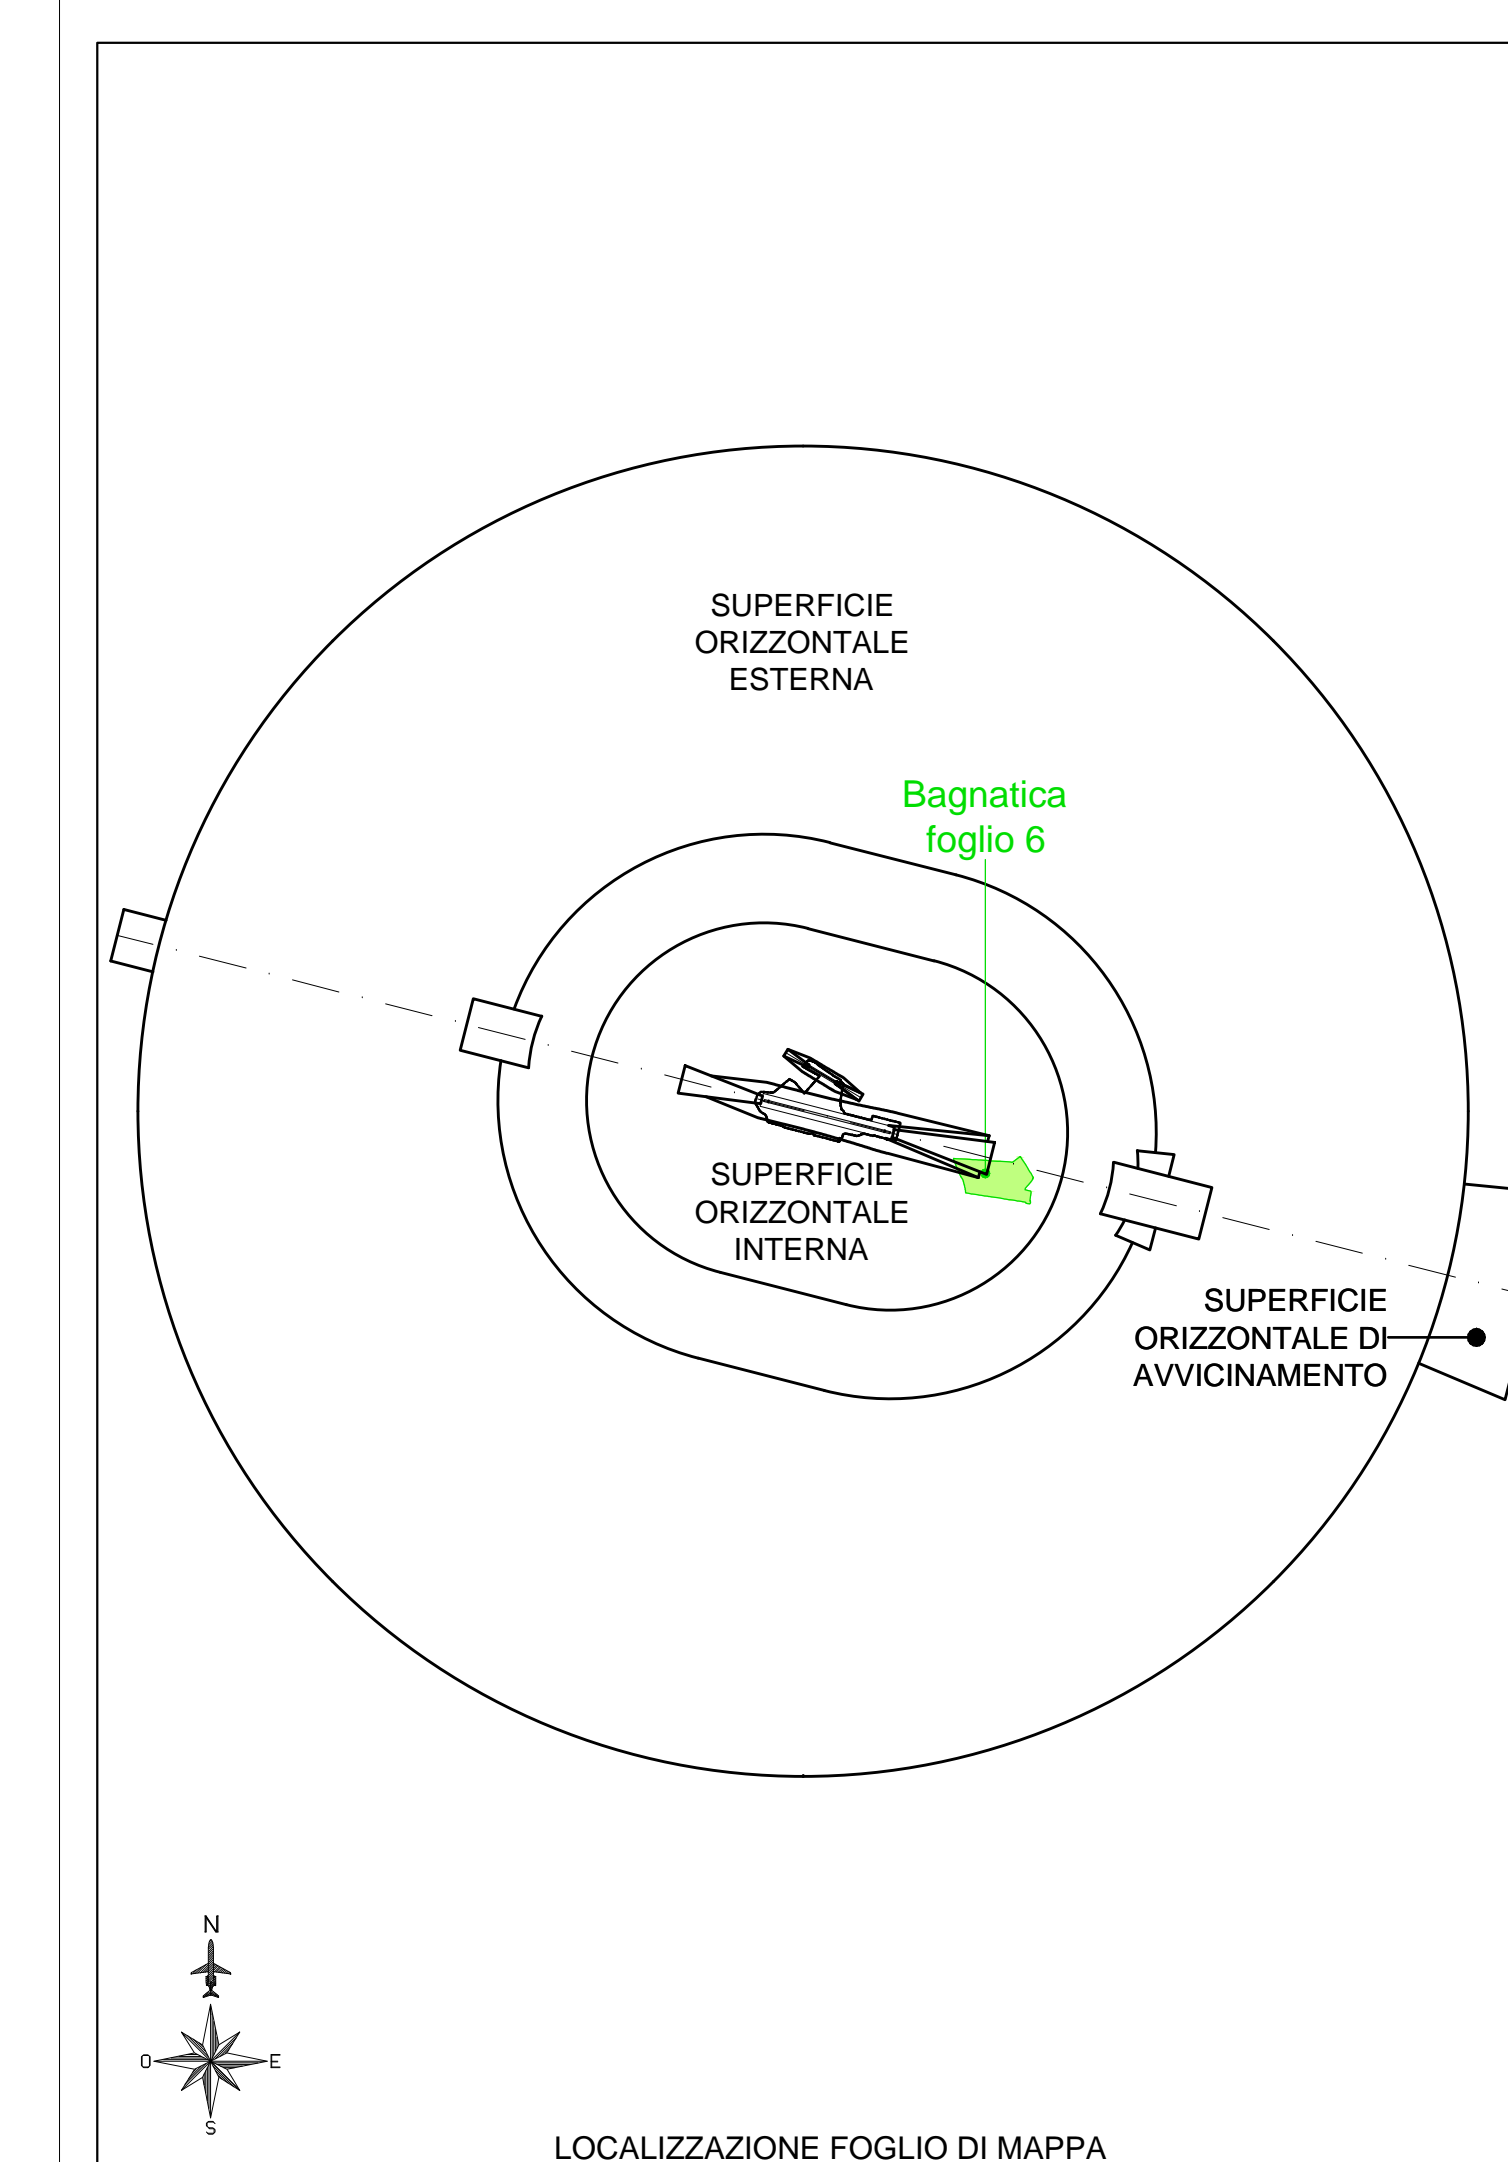 SUPERFICIE
ORIZZONTALE
ESTERNA
Bagnatica
foglio 6
SUPERFICIE
ORIZZONTALE
INTERNA
SUPERFICIE
ORIZZONTALE DI
AVVICINAMENTO
N
O
E
S
LOCALIZZAZIONE FOGLIO DI MAPPA